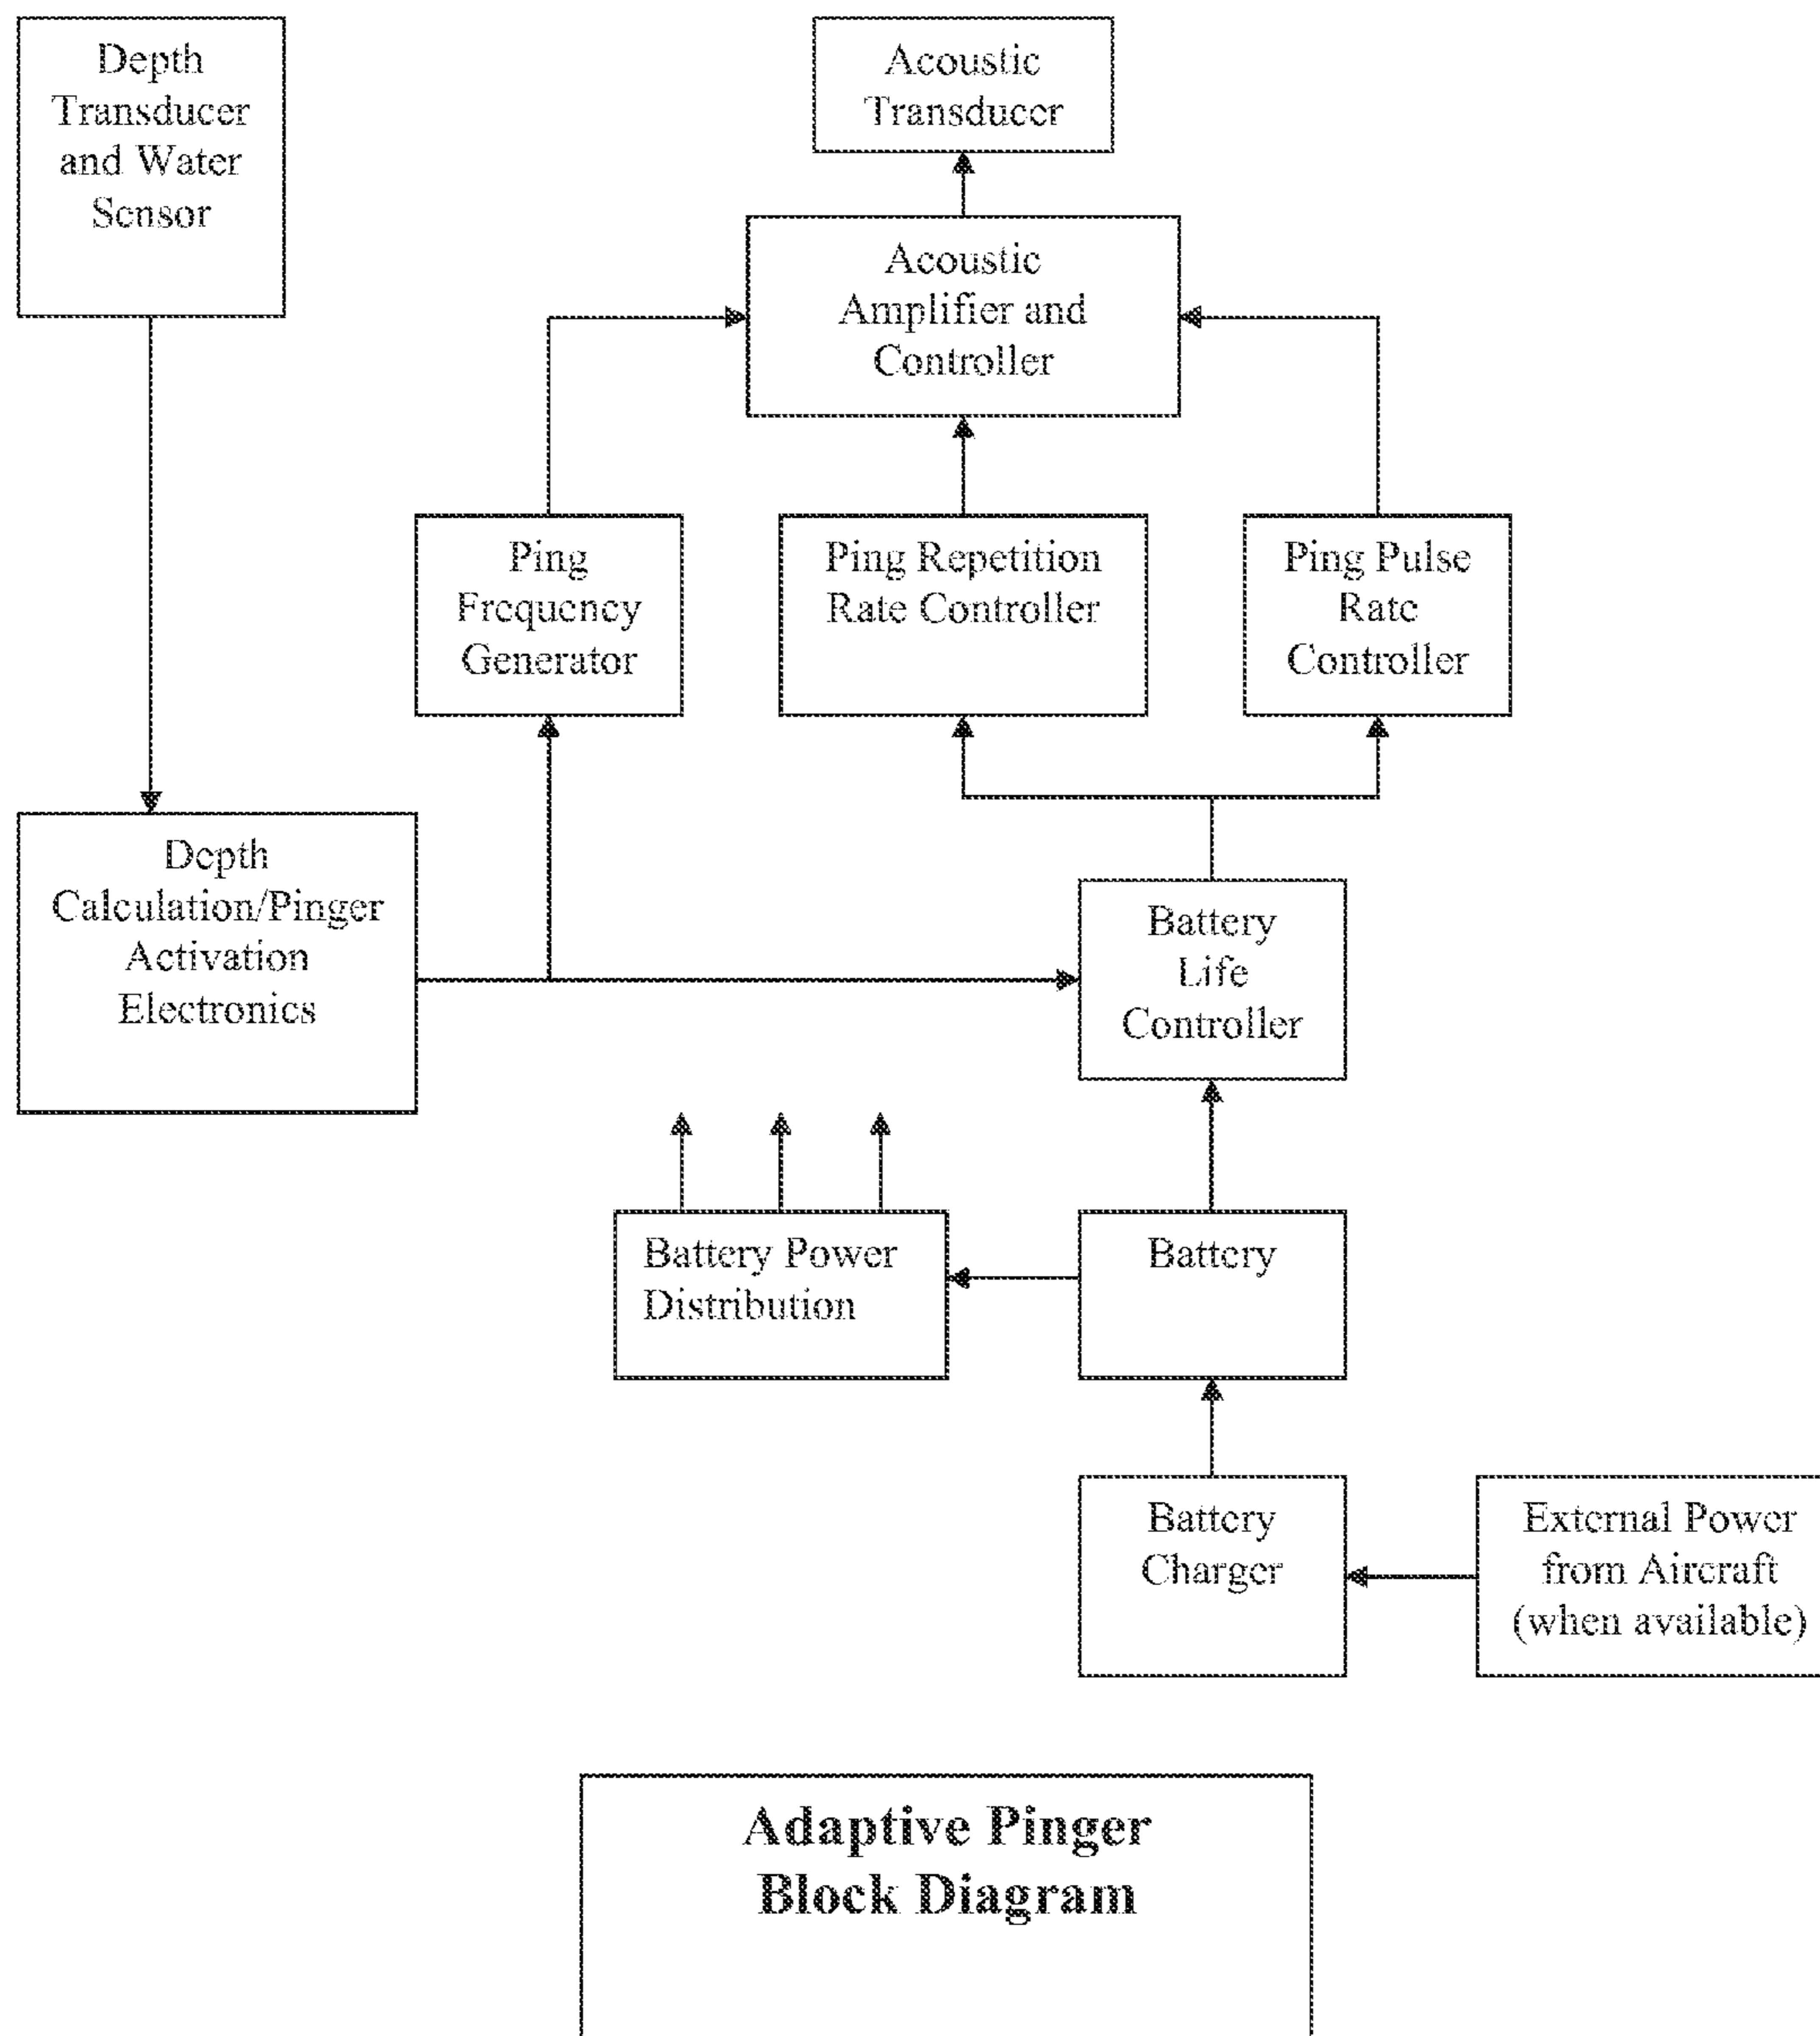 Depth
Transducer
and Water
Sensor
Acoustic
Transducer
Acoustic
Amplifier and
Controller
Ping
Frequency
Generator
Ping Repetition
Rate Controller
Ping Pulse
Rate
Controller
Depth
Calculation/Pinger
Activation
Electronics
Battery
Life
Controller
Battery Power
Distribution
Battery
Battery
Charger
External Power
from Aircraft
(when available)
Adaptive Pinger
Block Diagram